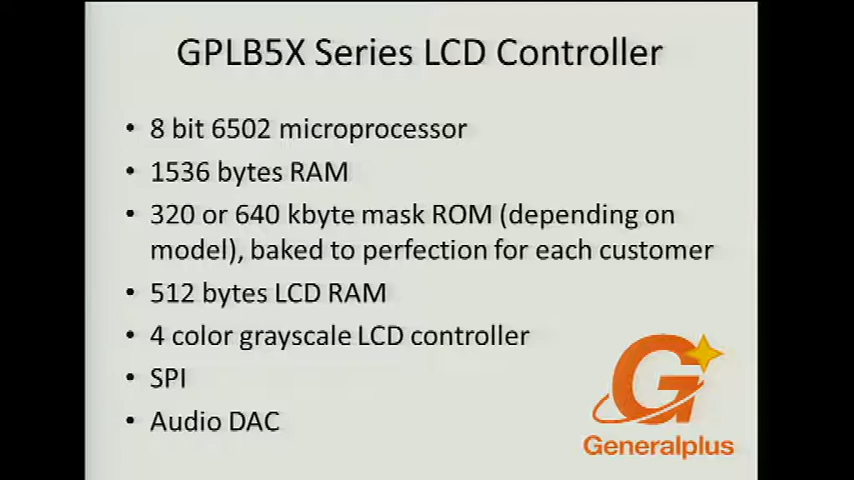 GPLB5X Series LCD Controller
• 8 bit 6502 microprocessor
• 1536 bytes RAM
• 320 or 640 kbyte mask ROM (depending on
model), baked to perfection for each customer
• 512 bytes LCD RAM
• 4 color grayscale LCD controller
• SPI
• Audio DAC
G
Generalplus